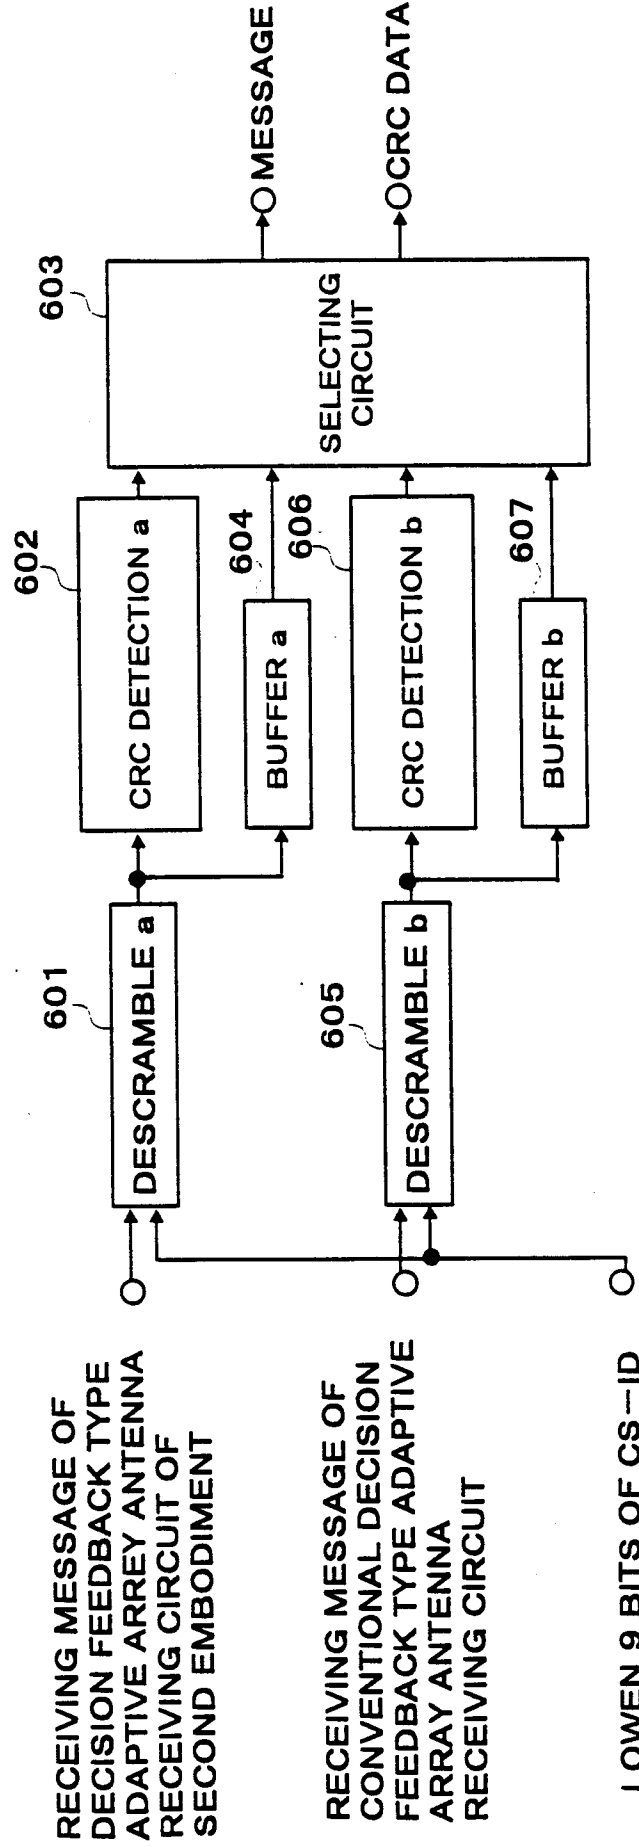 RECEIVING MESSAGE OF
DECISION FEEDBACK TYPE
ADAPTIVE ARREY ANTENNA
RECEIVING CIRCUIT OF
SECOND EMBODIMENT
601
DESCRAMBLE a
602
CRC DETECTION a
604
BUFFER a
603
SELECTING
CIRCUIT
MESSAGE
CRC DATA
RECEIVING MESSAGE OF
CONVENTIONAL DECISION
FEEDBACK TYPE ADAPTIVE
ARRAY ANTENNA
RECEIVING CIRCUIT
605
DESCRAMBLE b
606
CRC DETECTION b
607
BUFFER b
LOWEN 9 BITS OF CS-ID